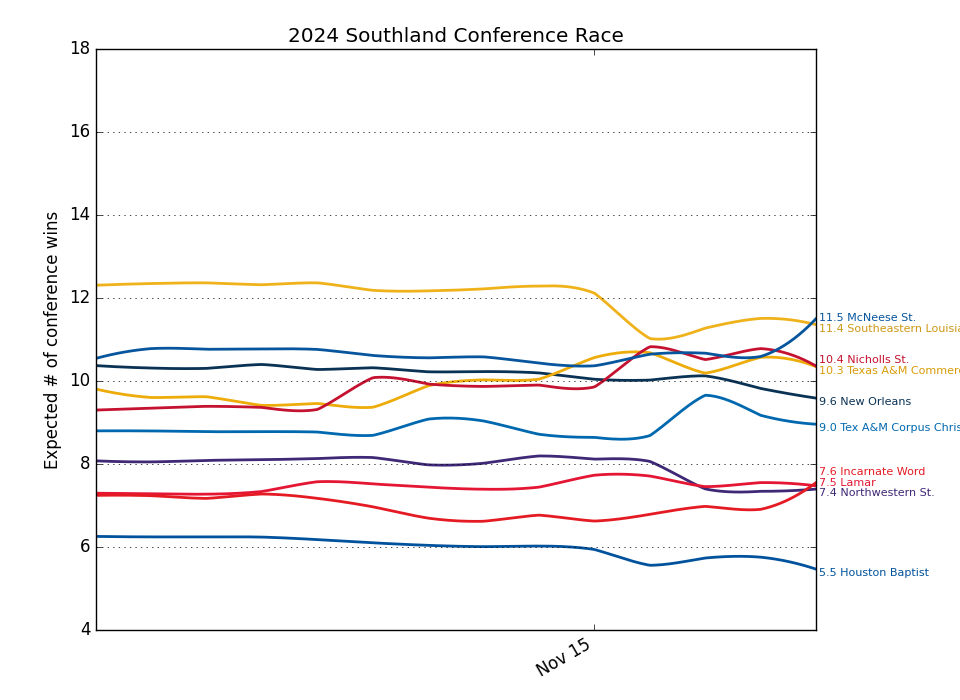 2024 Southland Conference Race
Expected # of conference wins
18
16
14
12
10
8
6
4
Nov 15
11.5 McNeese St.
11.4 Southeastern Louisia
10.4 Nicholls St.
10.3 Texas A&M Commerc
9.6 New Orleans
9.0 Tex A&M Corpus Chris
7.6 Incarnate Word
7.5 Lamar
7.4 Northwestern St.
5.5 Houston Baptist